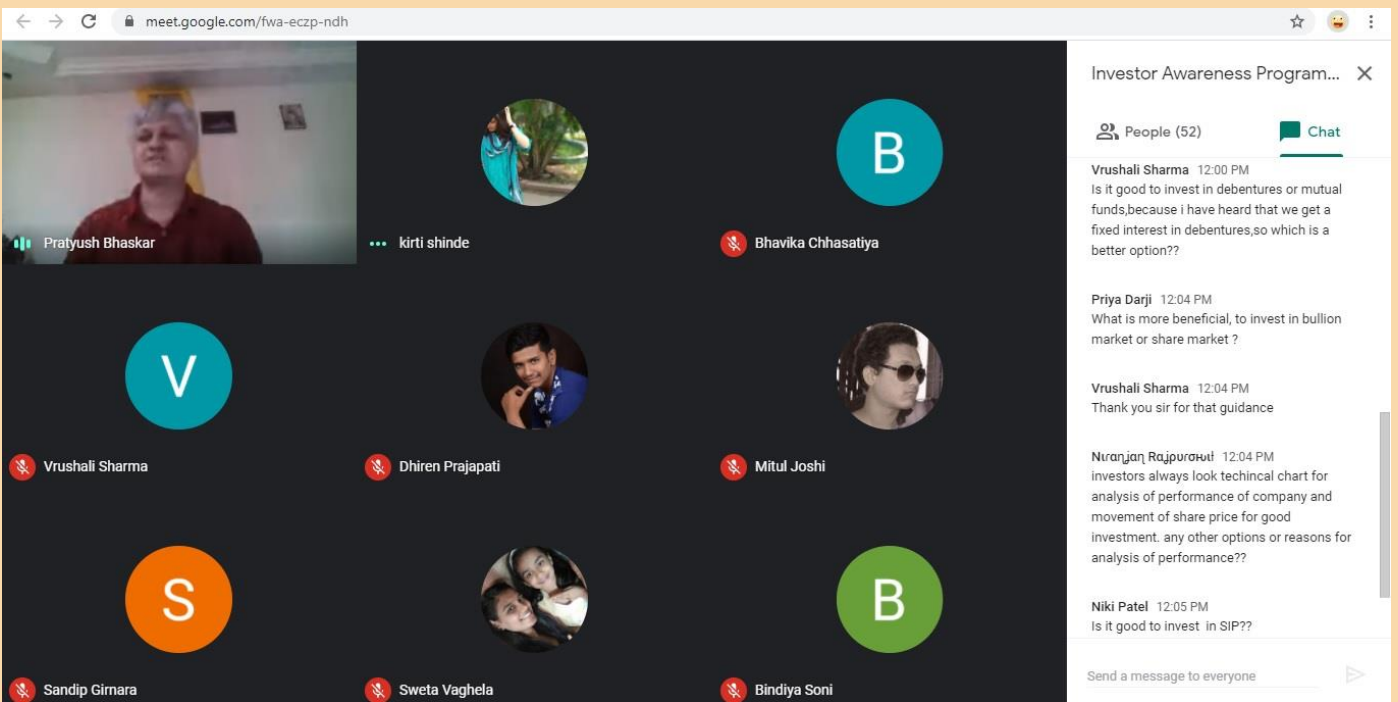 meet.google.com/fwa-eczp-ndh
Pratyush Bhaskar
kirti shinde
B
Bhavika Chhasatiya
V
Vrushali Sharma
Dhiren Prajapati
Mitul Joshi
S
Sandip Girnara
Sweta Vaghela
B
Bindiya Soni
Investor Awareness Program...
People (52)
Chat
Vrushali Sharma 12:00 PM
Is it good to invest in debentures or mutual
funds,because i have heard that we get a
fixed interest in debentures,so which is a
better option??
Priya Darji 12:04 PM
What is more beneficial, to invest in bullion
market or share market ?
Vrushali Sharma 12:04 PM
Thank you sir for that guidance
12:04 PM
investors always look techincal chart for
analysis of performance of company and
movement of share price for good
investment. any other options or reasons for
analysis of performance??
Niki Patel 12:05 PM
Is it good to invest in SIP??
Send a message to everyone